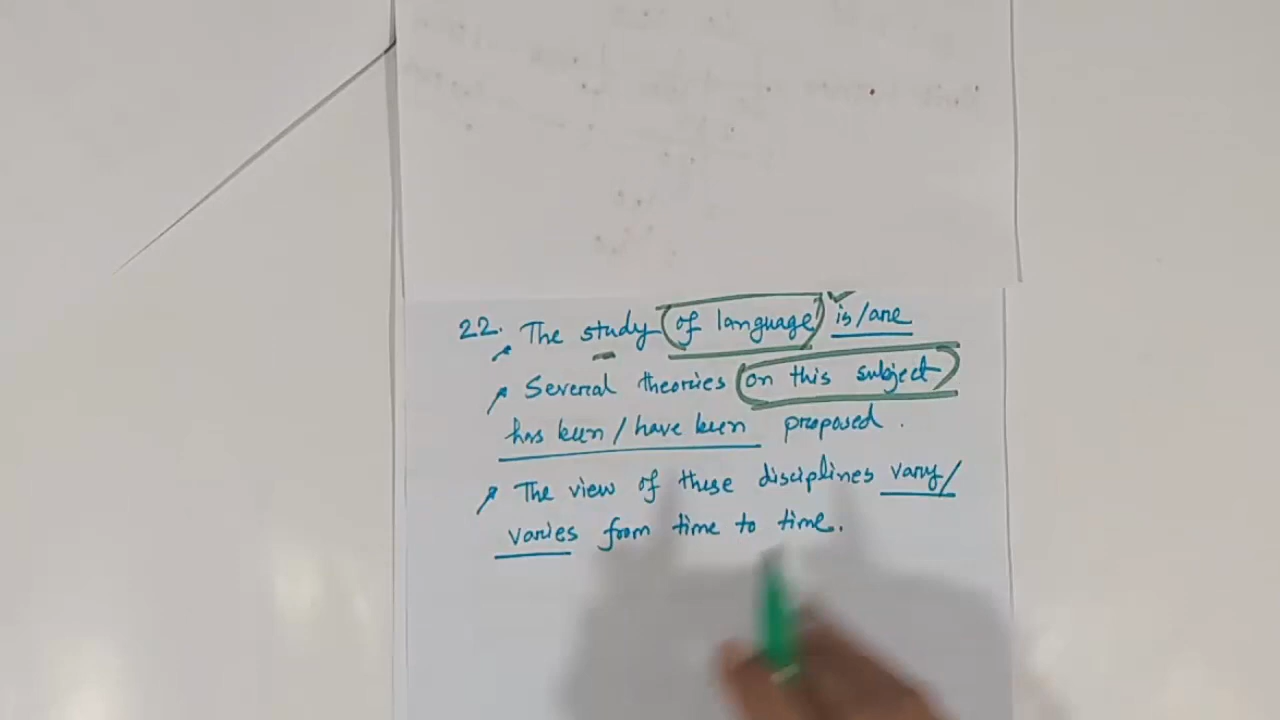 22. The study of language is/are
Several theories on this subject
has been / have been proposed.
The view of these disciplines vary/
varies from time to time.